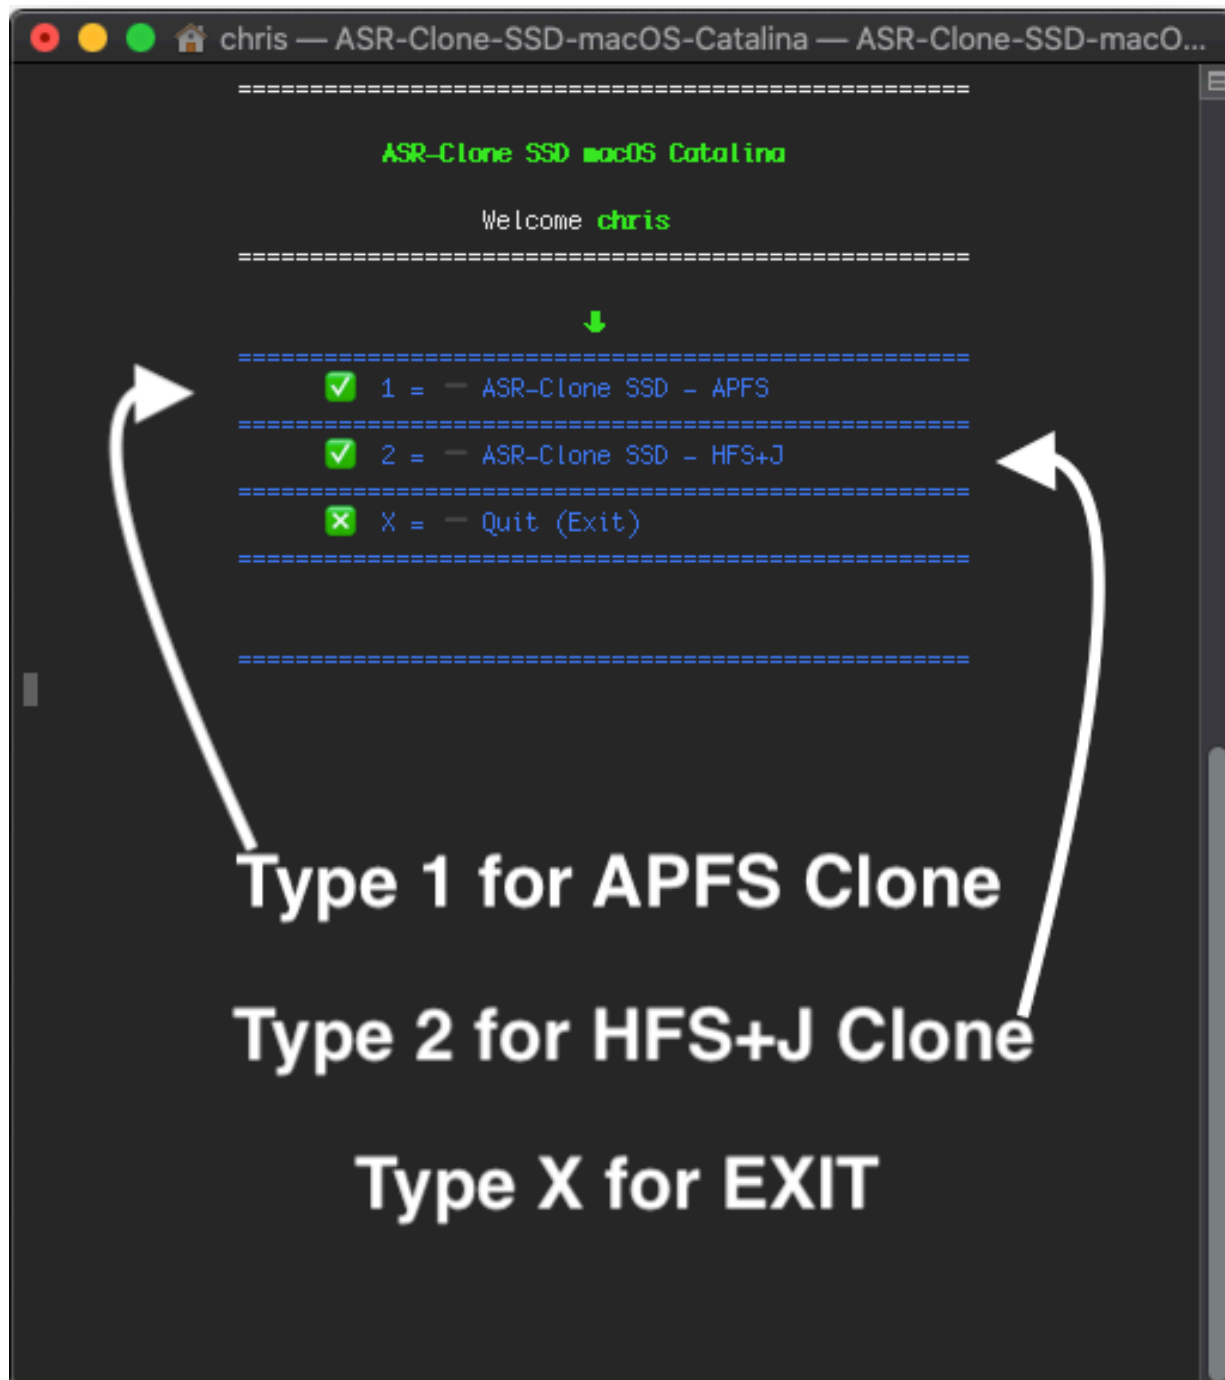 chris — ASR-Clone-SSD-macOS-Catalina — ASR-Clone-SSD-macO...
===================================================
ASR-Clone SSD macOS Catalina
Welcome chris
===================================================
===================================================
1 = — ASR-Clone SSD - APFS
===================================================
2 = — ASR-Clone SSD - HFS+J
===================================================
X = — Quit (Exit)
===================================================
===================================================
Type 1 for APFS Clone
Type 2 for HFS+J Clone
Type X for EXIT